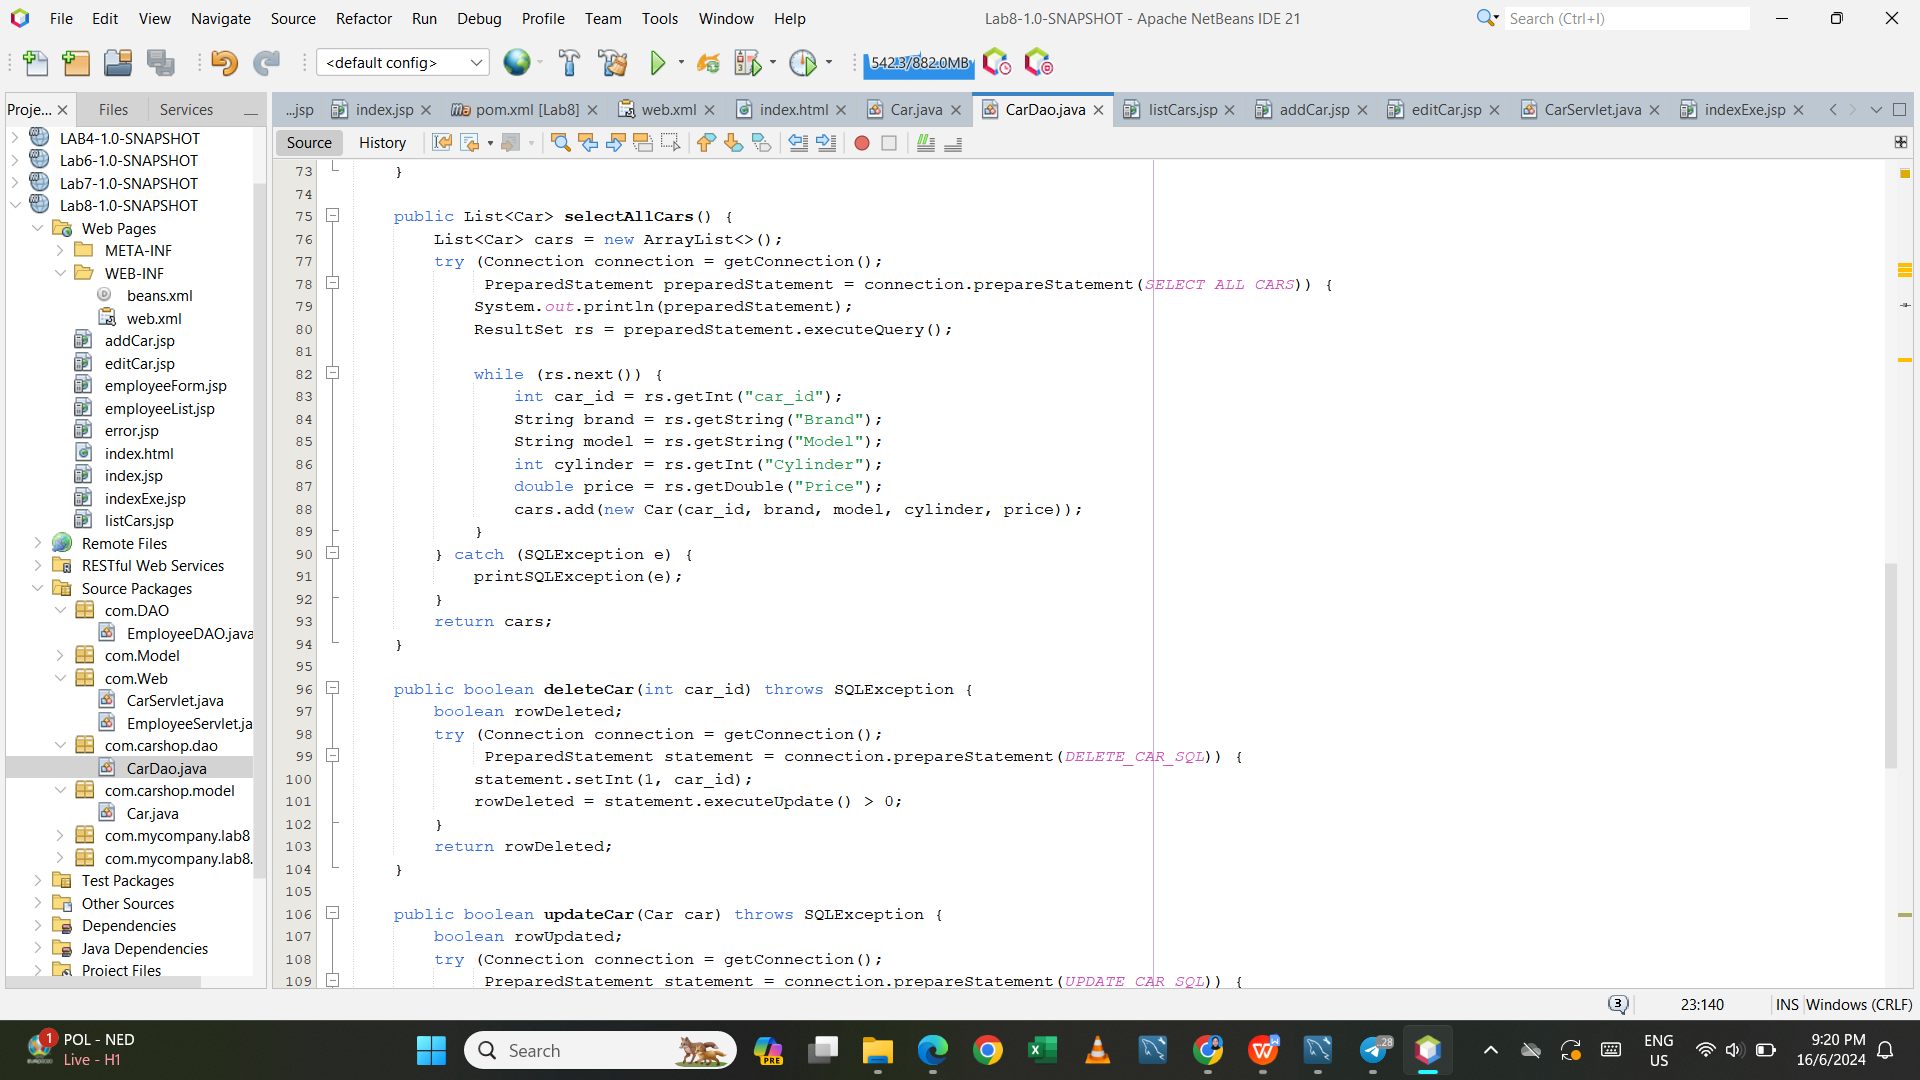 File Edit View Navigate Source Refactor Run Debug Profile Team Tools Window Help
Lab8-1.0-SNAPSHOT - Apache NetBeans IDE 21
Search (Ctrl+I)
<default config>
542.3/882.0MB
Proje... Files Services
...jsp index.jsp pom.xml [Lab8] web.xml index.html Car.java CarDao.java listCars.jsp addCar.jsp editCar.jsp CarServlet.java indexExe.jsp
Source History
LAB4-1.0-SNAPSHOT
Lab6-1.0-SNAPSHOT
Lab7-1.0-SNAPSHOT
Lab8-1.0-SNAPSHOT
Web Pages
META-INF
WEB-INF
beans.xml
web.xml
addCar.jsp
editCar.jsp
employeeForm.jsp
employeeList.jsp
error.jsp
index.html
index.jsp
indexExe.jsp
listCars.jsp
Remote Files
RESTful Web Services
Source Packages
com.DAO
EmployeeDAO.java
com.Model
com.Web
CarServlet.java
EmployeeServlet.ja
com.carshop.dao
CarDao.java
com.carshop.model
Car.java
com.mycompany.lab8
com.mycompany.lab8.
Test Packages
Other Sources
Dependencies
Java Dependencies
Project Files
73 }
74
75 public List<Car> selectAllCars() {
76 List<Car> cars = new ArrayList<>();
77 try (Connection connection = getConnection();
78 PreparedStatement preparedStatement = connection.prepareStatement(SELECT_ALL_CARS)) {
79 System.out.println(preparedStatement);
80 ResultSet rs = preparedStatement.executeQuery();
81
82 while (rs.next()) {
83 int car_id = rs.getInt("car_id");
84 String brand = rs.getString("Brand");
85 String model = rs.getString("Model");
86 int cylinder = rs.getInt("Cylinder");
87 double price = rs.getDouble("Price");
88 cars.add(new Car(car_id, brand, model, cylinder, price));
89 }
90 } catch (SQLException e) {
91 printSQLException(e);
92 }
93 return cars;
94 }
95
96 public boolean deleteCar(int car_id) throws SQLException {
97 boolean rowDeleted;
98 try (Connection connection = getConnection();
99 PreparedStatement statement = connection.prepareStatement(DELETE_CAR_SQL)) {
100 statement.setInt(1, car_id);
101 rowDeleted = statement.executeUpdate() > 0;
102 }
103 return rowDeleted;
104 }
105
106 public boolean updateCar(Car car) throws SQLException {
107 boolean rowUpdated;
108 try (Connection connection = getConnection();
109 PreparedStatement statement = connection.prepareStatement(UPDATE_CAR_SQL)) {
3 23:140 INS Windows (CRLF)
1 POL - NED
Live - H1
Search
PRE
28
ENG
US
9:20 PM
16/6/2024